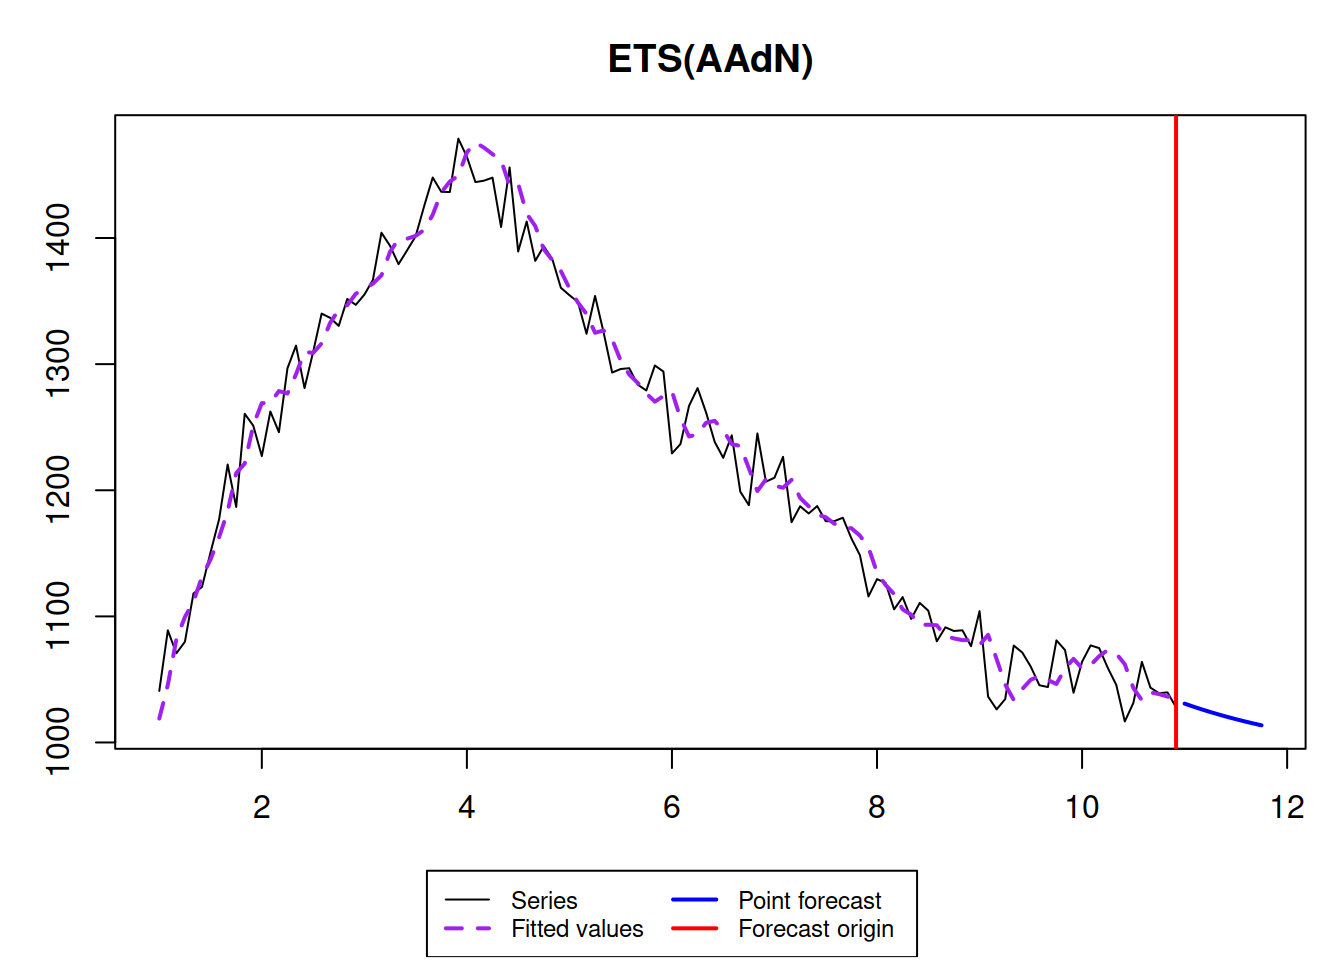 ETS(AAdN)
1400
1300
1200
1100
1000
2 4 6 8 10 12
Series Point forecast
Fitted values Forecast origin